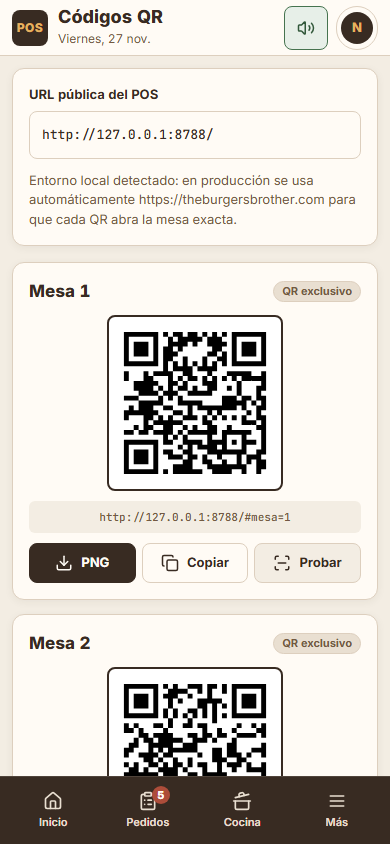 POS
Códigos QR
Viernes, 27 nov.
N
URL pública del POS
http://127.0.0.1:8788/
Entorno local detectado: en producción se usa
automáticamente https://theburgersbrother.com para
que cada QR abra la mesa exacta.
Mesa 1
QR exclusivo
http://127.0.0.1:8788/#mesa=1
PNG
Copiar
Probar
Mesa 2
QR exclusivo
Inicio
Pedidos
5
Cocina
Más